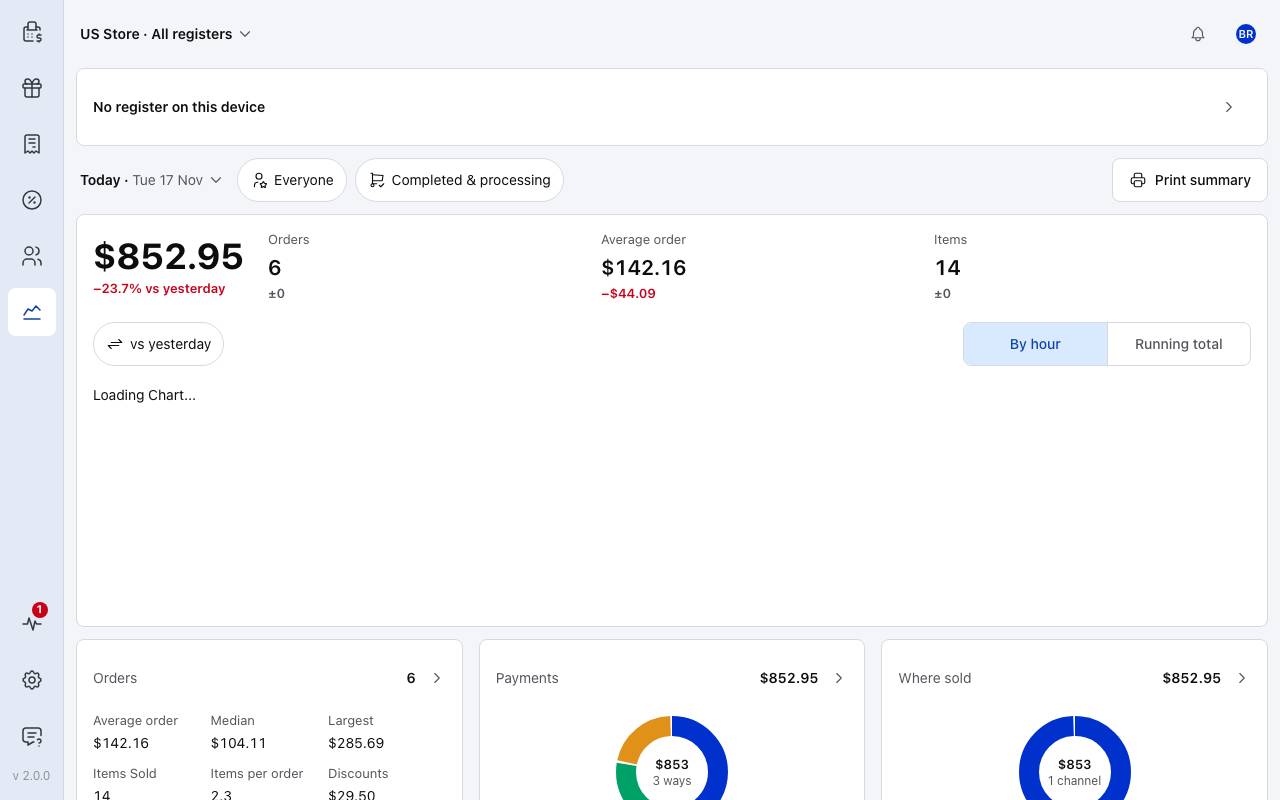 US Store · All registers
BR
No register on this device
Today · Tue 17 Nov
Everyone
Completed & processing
Print summary
$852.95
−23.7% vs yesterday
Orders
6
±0
Average order
$142.16
−$44.09
Items
14
±0
vs yesterday
By hour
Running total
Loading Chart...
1
v 2.0.0
Orders
6
Average order
$142.16
Median
$104.11
Largest
$285.69
Items Sold
14
Items per order
2.3
Discounts
$29.50
Payments
$852.95
$853
3 ways
Where sold
$852.95
$853
1 channel